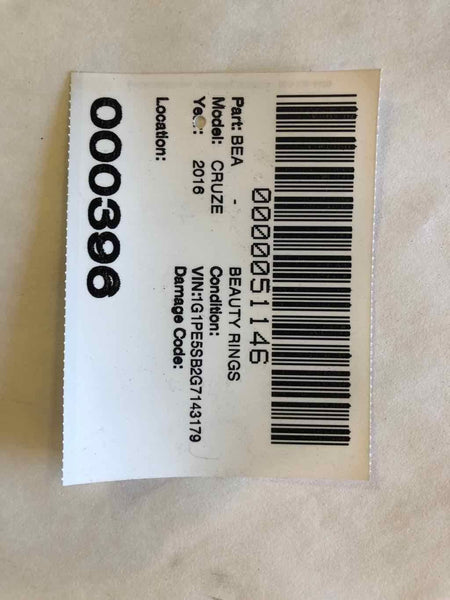 0000051146
Part: BEA - BEAUTY RINGS
Model: CRUZE Condition:
Year: 2016 VIN:1G1PE5SB2G7143179
Damage Code:
Location:
000396